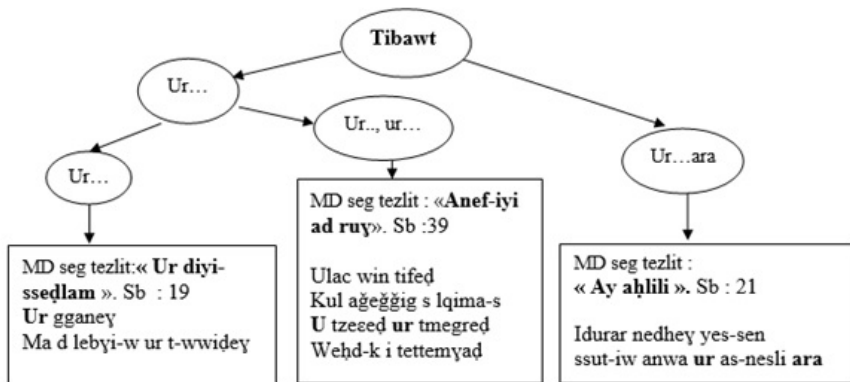 Tibawt
Ur…
Ur.., ur…
Ur…
Ur…ara
MD seg tezlit:« Ur diyi-
sseḍlam ». Sb : 19
Ur gganeɣ
Ma d lebɣi-w ur t-wwiḍeɣ
MD seg tezlit : «Anef-iyi
ad ruɣ». Sb :39
Ulac win tifeḍ
Kul aǧeǧǧig s lqima-s
U tzeɛeḍ ur tmegreḍ
Weḥd-k i tettemɣaḍ
MD seg tezlit :
« Ay aḥlili ». Sb : 21
Idurar nedheɣ yes-sen
ssut-iw anwa ur as-nesli ara